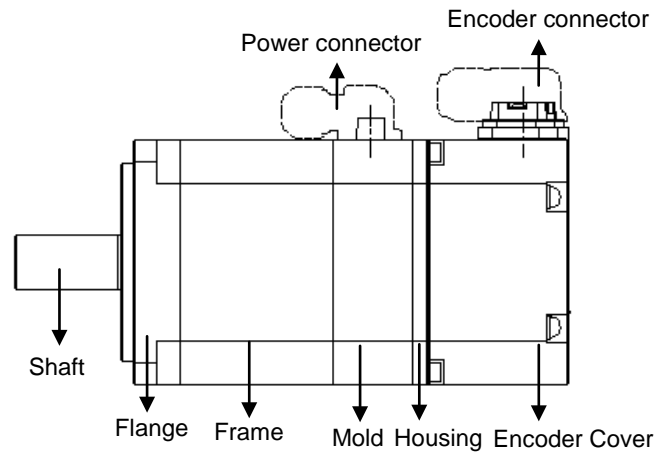 Encoder connector
Power connector
Shaft
Flange
Frame
Mold
Housing
Encoder Cover